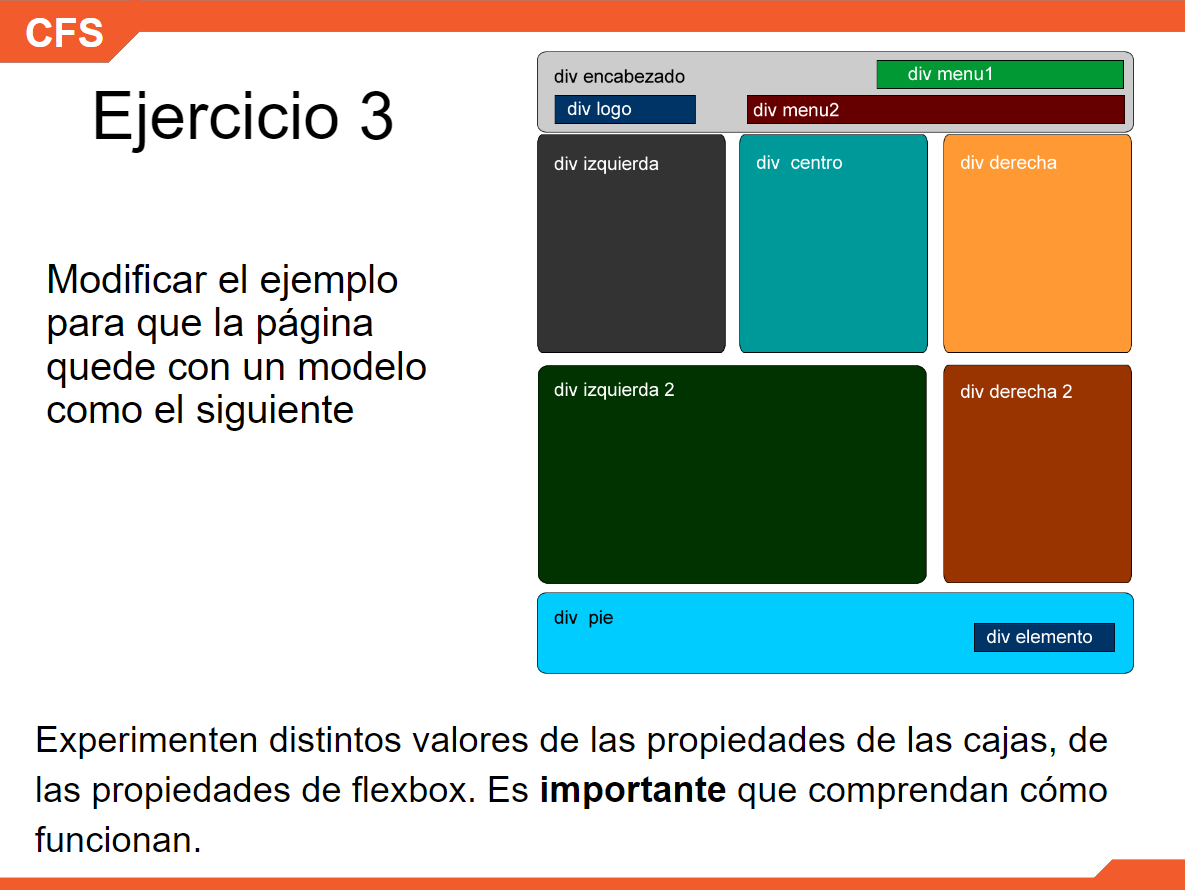 CFS
Ejercicio 3
Modificar el ejemplo
para que la página
quede con un modelo
como el siguiente
div encabezado
div menu1
div logo
div menu2
div izquierda
div  centro
div derecha
div izquierda 2
div derecha 2
div  pie
div elemento
Experimenten distintos valores de las propiedades de las cajas, de
las propiedades de flexbox. Es importante que comprendan cómo
funcionan.